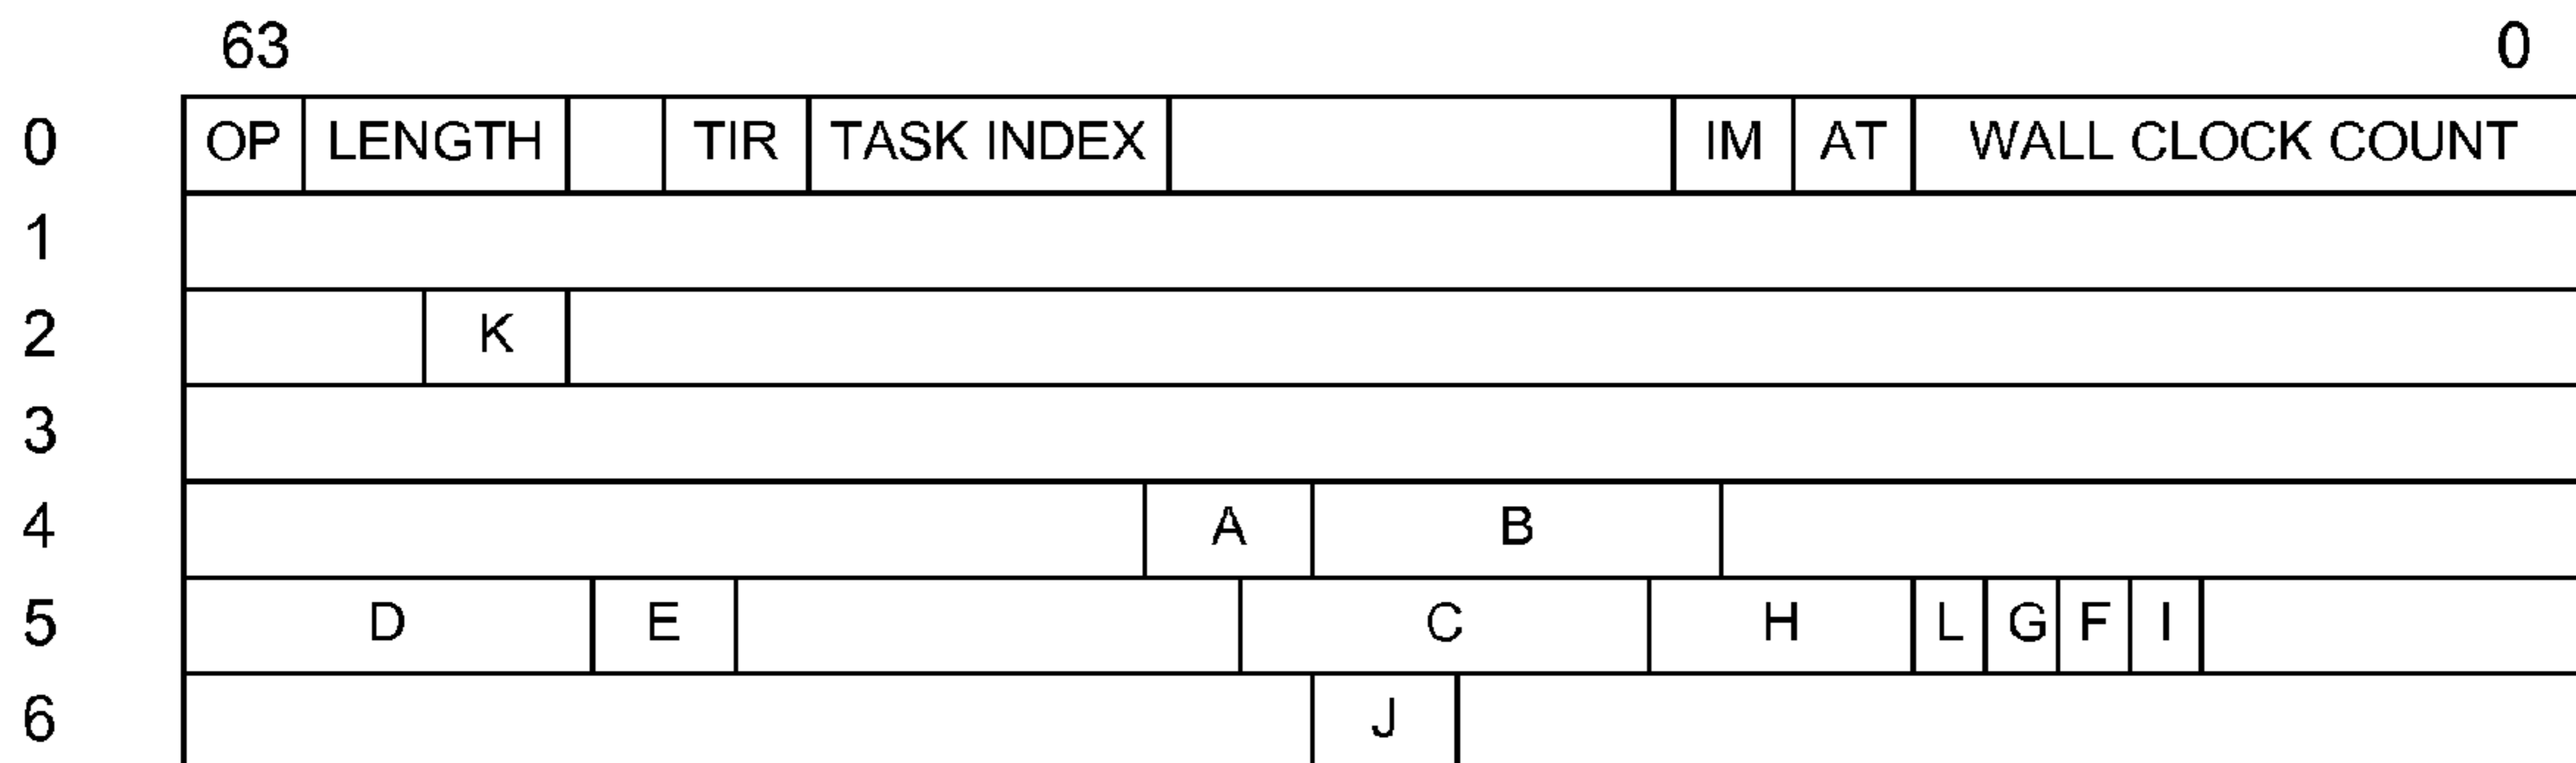 63 0
0 OP LENGTH TIR TASK INDEX IM AT WALL CLOCK COUNT
1
2 K
3
4 A B
5 D E C H L G F I
6 J